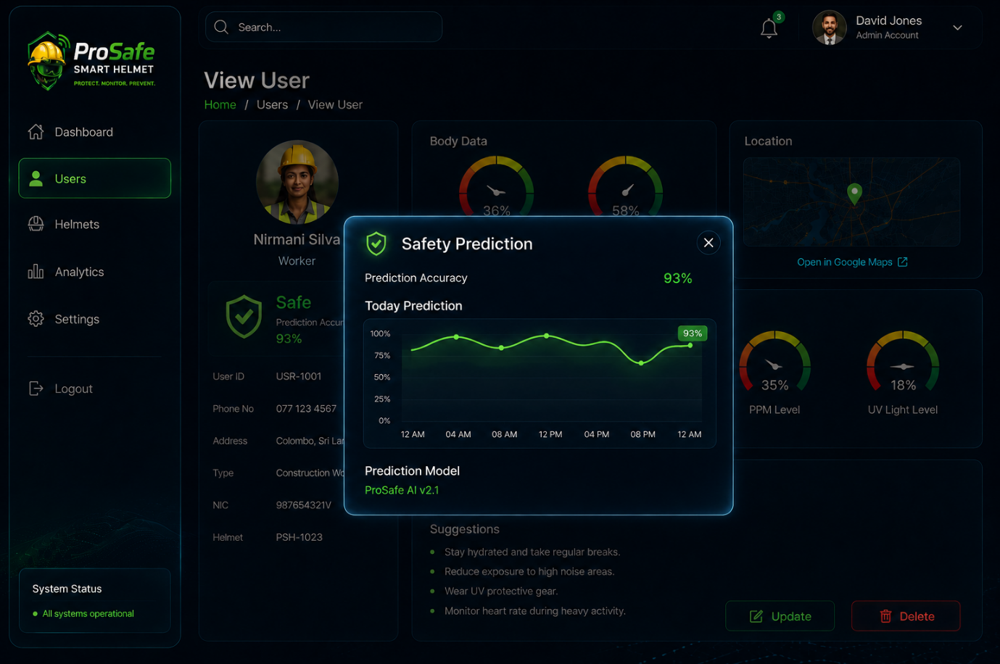 ProSafe
SMART HELMET
PROTECT. MONITOR. PREVENT.
Dashboard
Users
Helmets
Analytics
Settings
Logout
System Status
All systems operational
Search...
3
David Jones
Admin Account
View User
Home / Users / View User
Nirmani Silva
Worker
Safe
Prediction Accur
93%
User ID USR-1001
Phone No 077 123 4567
Address Colombo, Sri Lan
Type Construction Wo
NIC 987654321V
Helmet PSH-1023
Body Data
36% 58%
Location
Open in Google Maps
35% 18%
PPM Level UV Light Level
Safety Prediction
Prediction Accuracy 93%
Today Prediction
93%
100%
75%
50%
25%
0%
12 AM 04 AM 08 AM 12 PM 04 PM 08 PM 12 AM
Prediction Model
ProSafe AI v2.1
Suggestions
Stay hydrated and take regular breaks.
Reduce exposure to high noise areas.
Wear UV protective gear.
Monitor heart rate during heavy activity.
Update Delete